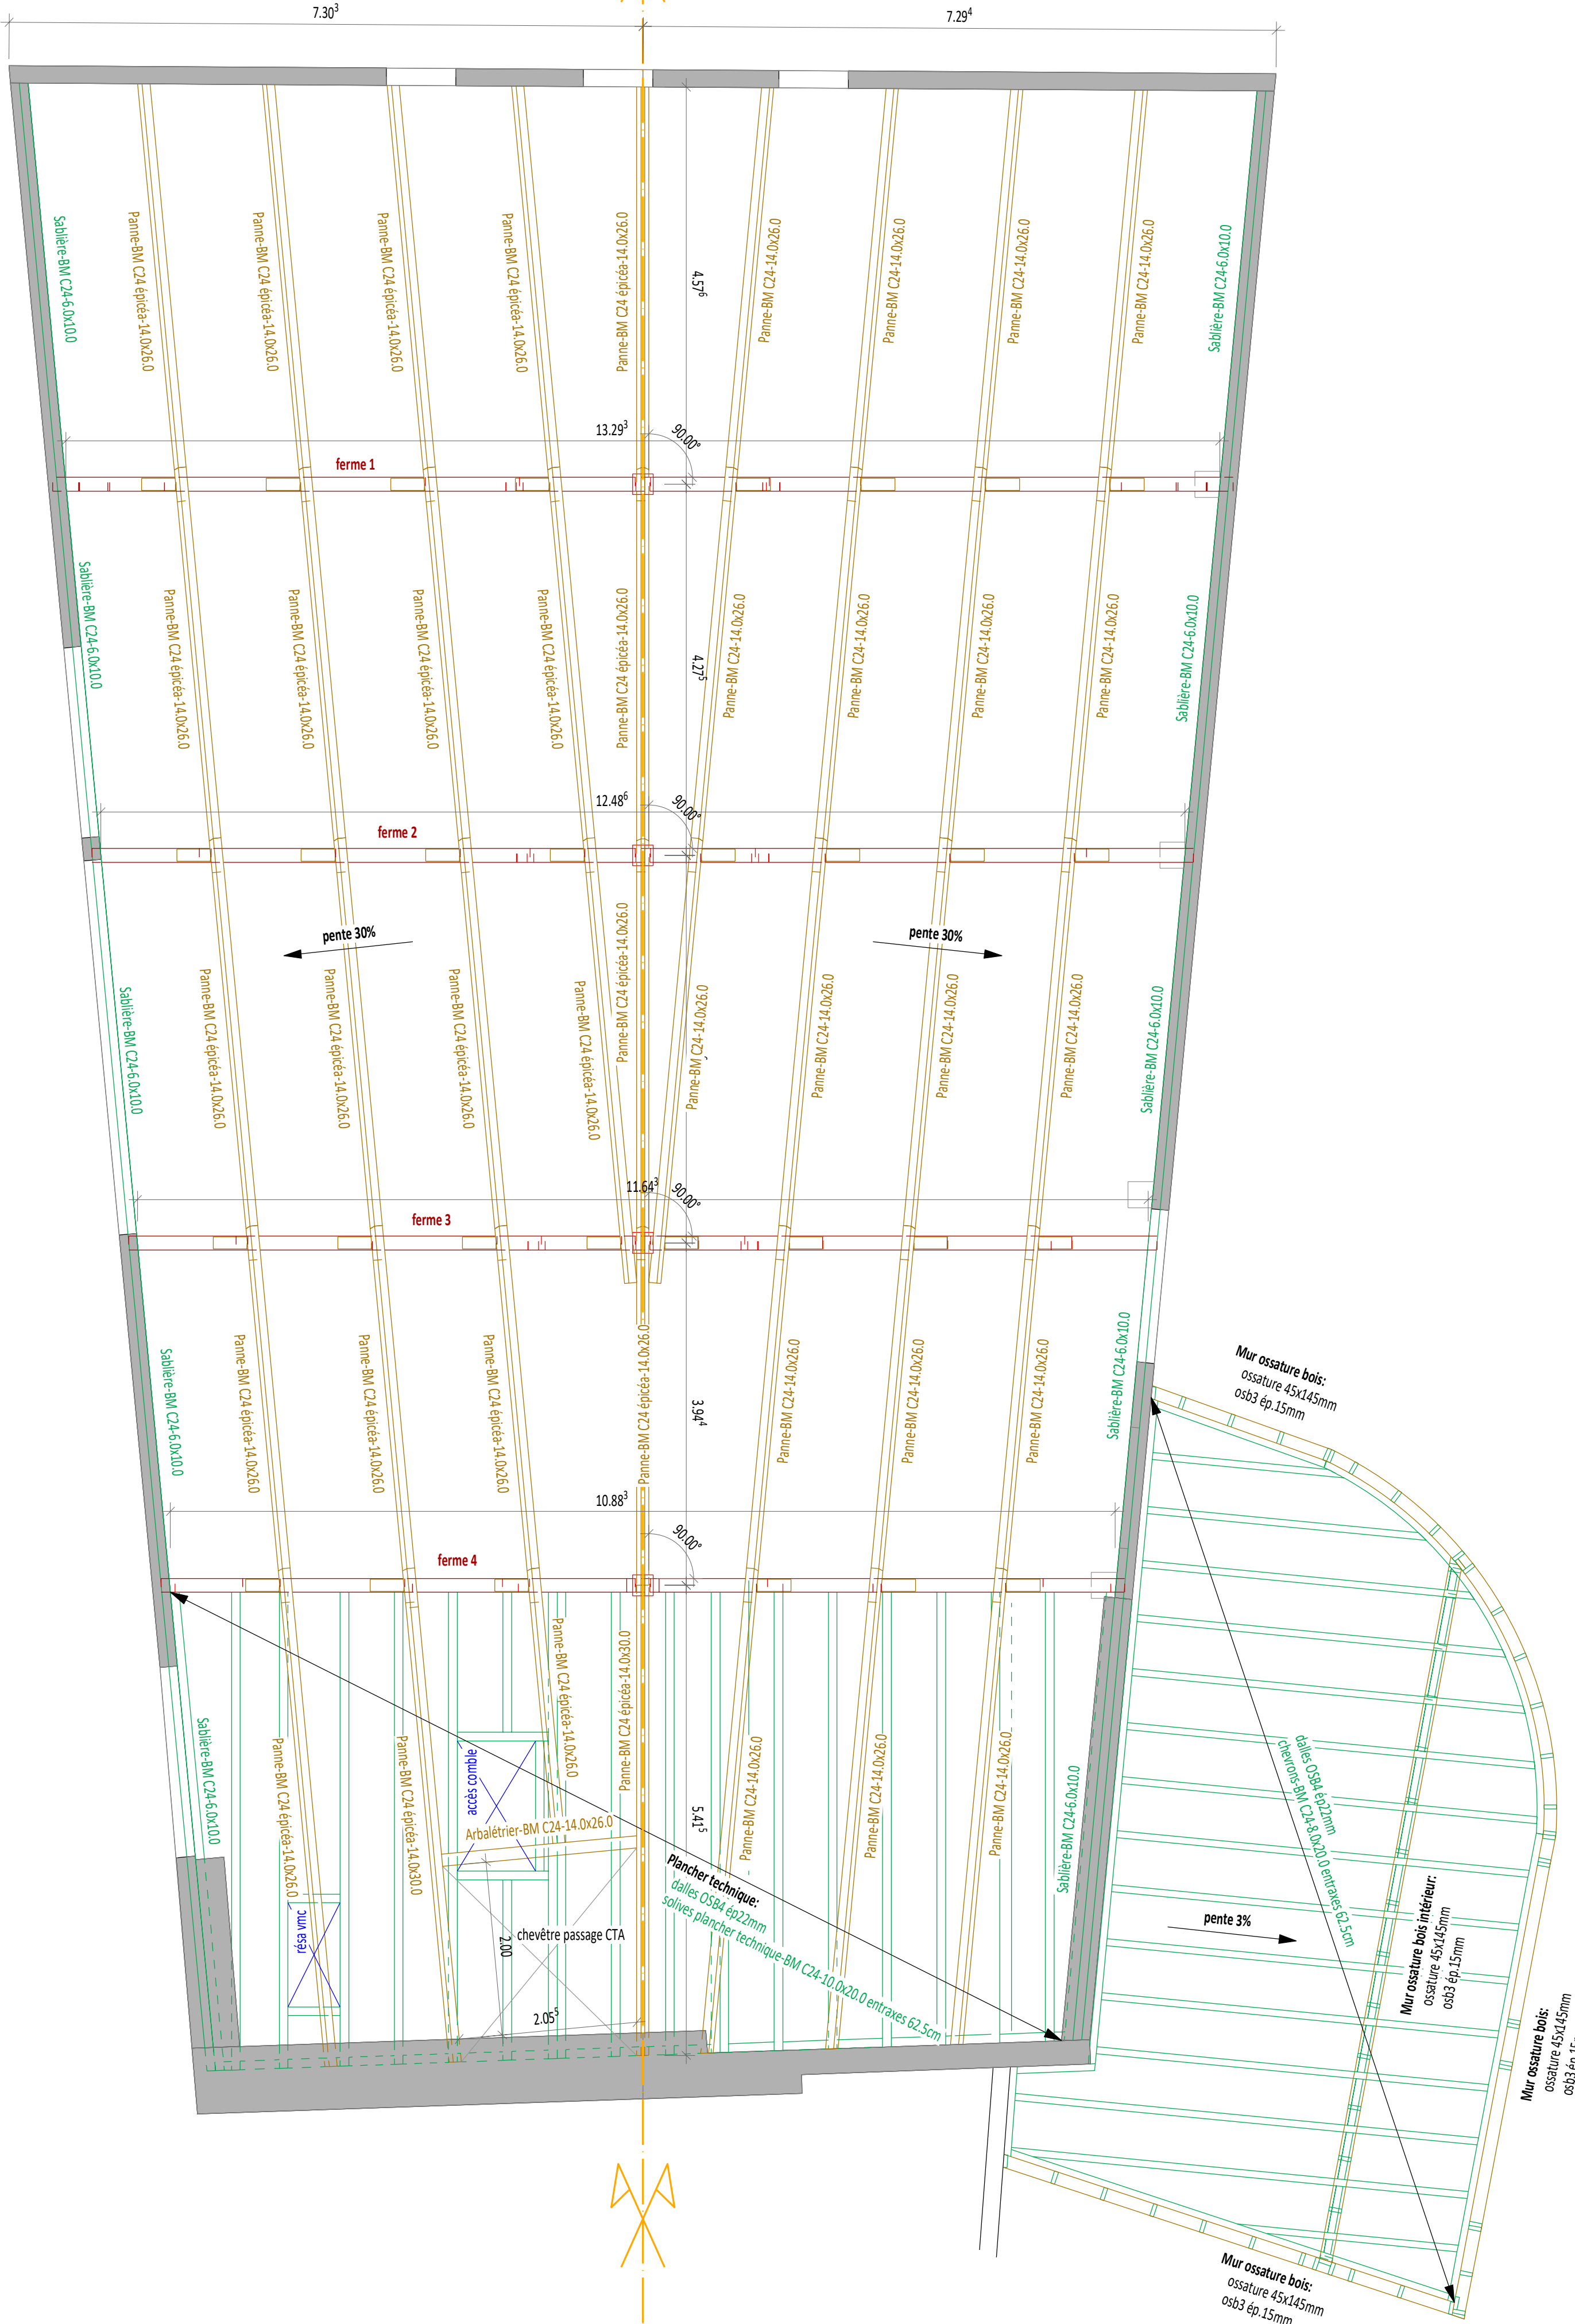 7.30³
7.29⁴
Sablière-BM C24-6.0x10.0
Panne-BM C24 épicéa-14.0x26.0
Panne-BM C24 épicéa-14.0x26.0
Panne-BM C24 épicéa-14.0x26.0
Panne-BM C24 épicéa-14.0x26.0
Panne-BM C24 épicéa-14.0x26.0
4.57⁶
Panne-BM C24-14.0x26.0
Panne-BM C24-14.0x26.0
Panne-BM C24-14.0x26.0
Panne-BM C24-14.0x26.0
Sablière-BM C24-6.0x10.0
13.29³
90.00°
ferme 1
Sablière-BM C24-6.0x10.0
Panne-BM C24 épicéa-14.0x26.0
Panne-BM C24 épicéa-14.0x26.0
Panne-BM C24 épicéa-14.0x26.0
Panne-BM C24 épicéa-14.0x26.0
Panne-BM C24 épicéa-14.0x26.0
4.27⁵
Panne-BM C24-14.0x26.0
Panne-BM C24-14.0x26.0
Panne-BM C24-14.0x26.0
Panne-BM C24-14.0x26.0
Sablière-BM C24-6.0x10.0
12.48⁶
90.00°
ferme 2
pente 30%
pente 30%
Sablière-BM C24-6.0x10.0
Panne-BM C24 épicéa-14.0x26.0
Panne-BM C24 épicéa-14.0x26.0
Panne-BM C24 épicéa-14.0x26.0
Panne-BM C24 épicéa-14.0x26.0
Panne-BM C24 épicéa-14.0x26.0
Panne-BM C24-14.0x26.0
Panne-BM C24-14.0x26.0
Panne-BM C24-14.0x26.0
Panne-BM C24-14.0x26.0
Sablière-BM C24-6.0x10.0
11.64³
90.00°
ferme 3
Sablière-BM C24-6.0x10.0
Panne-BM C24 épicéa-14.0x26.0
Panne-BM C24 épicéa-14.0x26.0
Panne-BM C24 épicéa-14.0x26.0
Panne-BM C24 épicéa-14.0x26.0
3.94⁴
Panne-BM C24-14.0x26.0
Panne-BM C24-14.0x26.0
Panne-BM C24-14.0x26.0
Sablière-BM C24-6.0x10.0
Mur ossature bois:
ossature 45x145mm
osb3 ép.15mm
10.88³
90.00°
ferme 4
Sablière-BM C24-6.0x10.0
Panne-BM C24 épicéa-14.0x26.0
Panne-BM C24 épicéa-14.0x30.0
accès comble
Panne-BM C24 épicéa-14.0x26.0
Panne-BM C24 épicéa-14.0x30.0
5.41⁵
Panne-BM C24-14.0x26.0
Panne-BM C24-14.0x26.0
Panne-BM C24-14.0x26.0
Sablière-BM C24-6.0x10.0
Arbalétrier-BM C24-14.0x26.0
résa vmc
2.00
chevêtre passage CTA
2.05⁵
Plancher technique:
dalles OSB4 ép22mm
solives plancher technique-BM C24-10.0x20.0 entraxes 62.5cm
dalles OSB4 ép22mm
chevrons-BM C24-8.0x20.0 entraxes 62.5cm
pente 3%
Mur ossature bois intérieur:
ossature 45x145mm
osb3 ép.15mm
Mur ossature bois:
ossature 45x145mm
osb3 ép.15
Mur ossature bois:
ossature 45x145mm
osb3 ép.15mm